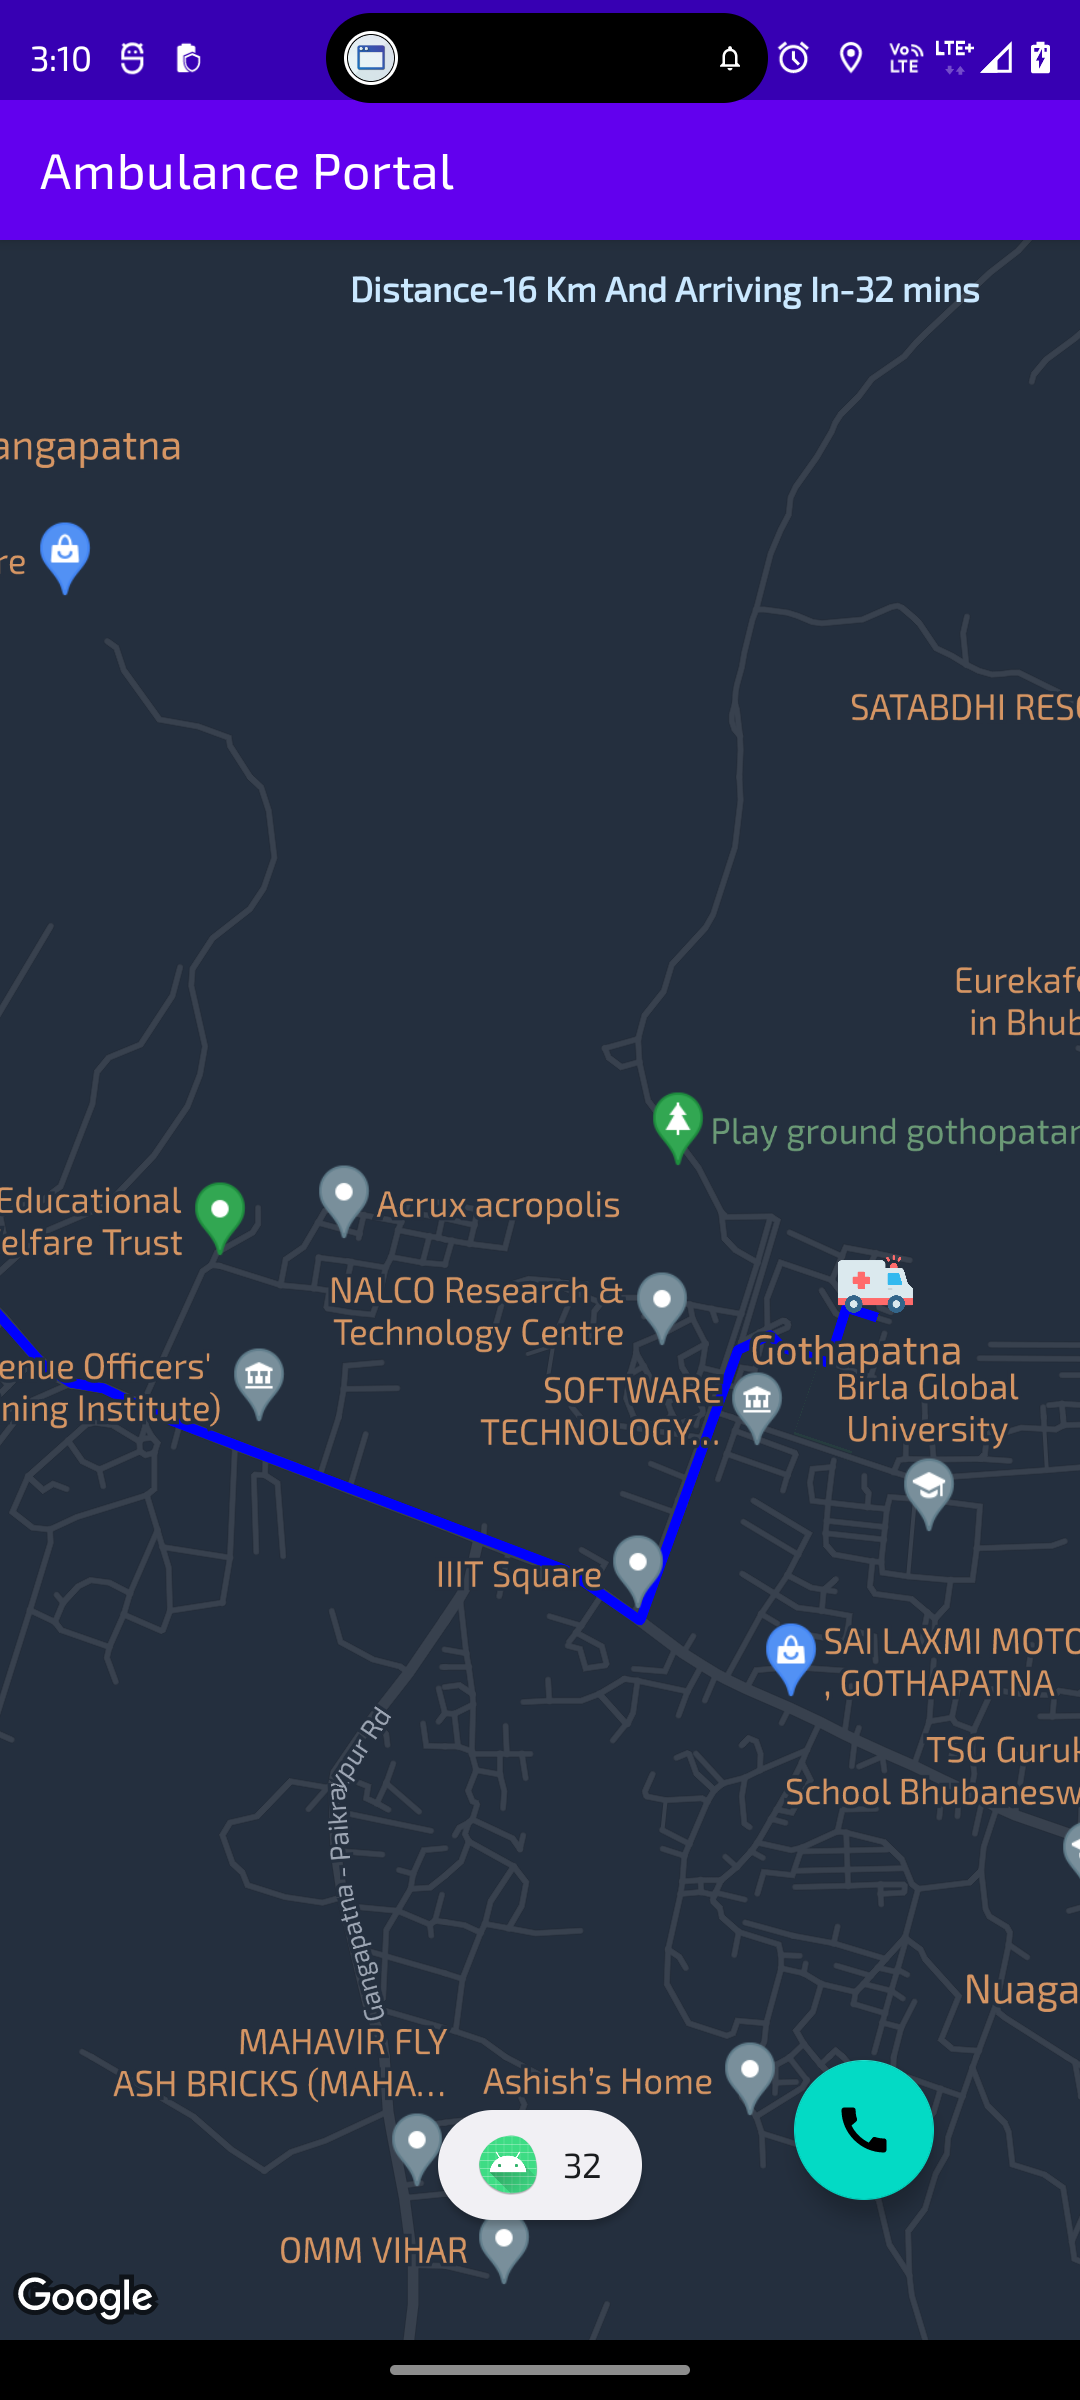 3:10
Vo
LTE
LTE+
Ambulance Portal
Distance-16 Km And Arriving In-32 mins
angapatna
re
SATABDHI RES
Eurekaf
in Bhub
Play ground gothopatan
Educational
elfare Trust
Acrux acropolis
NALCO Research &
Technology Centre
Gothapatna
enue Officers'
ning Institute)
SOFTWARE
TECHNOLOGY...
Birla Global
University
IIIT Square
SAI LAXMI MOTO
, GOTHAPATNA
Gangapatna - Paikrapur Rd
TSG Guruk
School Bhubanesw
Nuaga
MAHAVIR FLY
ASH BRICKS (MAHA...
Ashish's Home
32
OMM VIHAR
Google